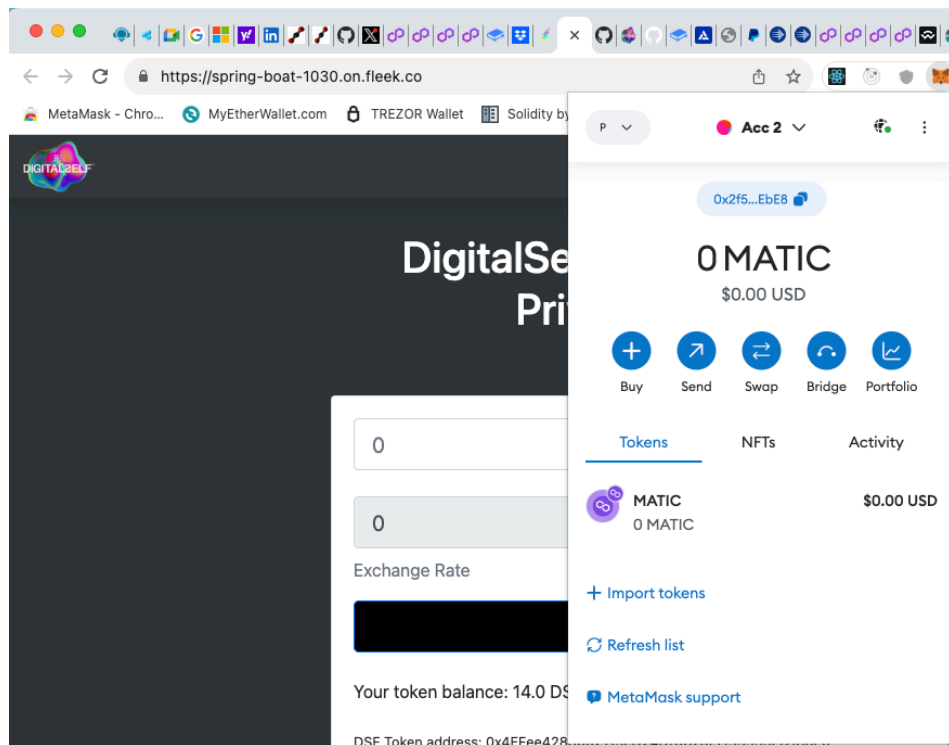 https://spring-boat-1030.on.fleek.co
MetaMask - Chro...
MyEtherWallet.com
TREZOR Wallet
Solidity by
DIGITALSELF
DigitalSe
Pri
0
0
Exchange Rate
Your token balance: 14.0 DS
DSF Token address:
P
Acc 2
0x2f5...EbE8
0 MATIC
$0.00 USD
Buy
Send
Swap
Bridge
Portfolio
Tokens
NFTs
Activity
MATIC
$0.00 USD
0 MATIC
Import tokens
Refresh list
MetaMask support